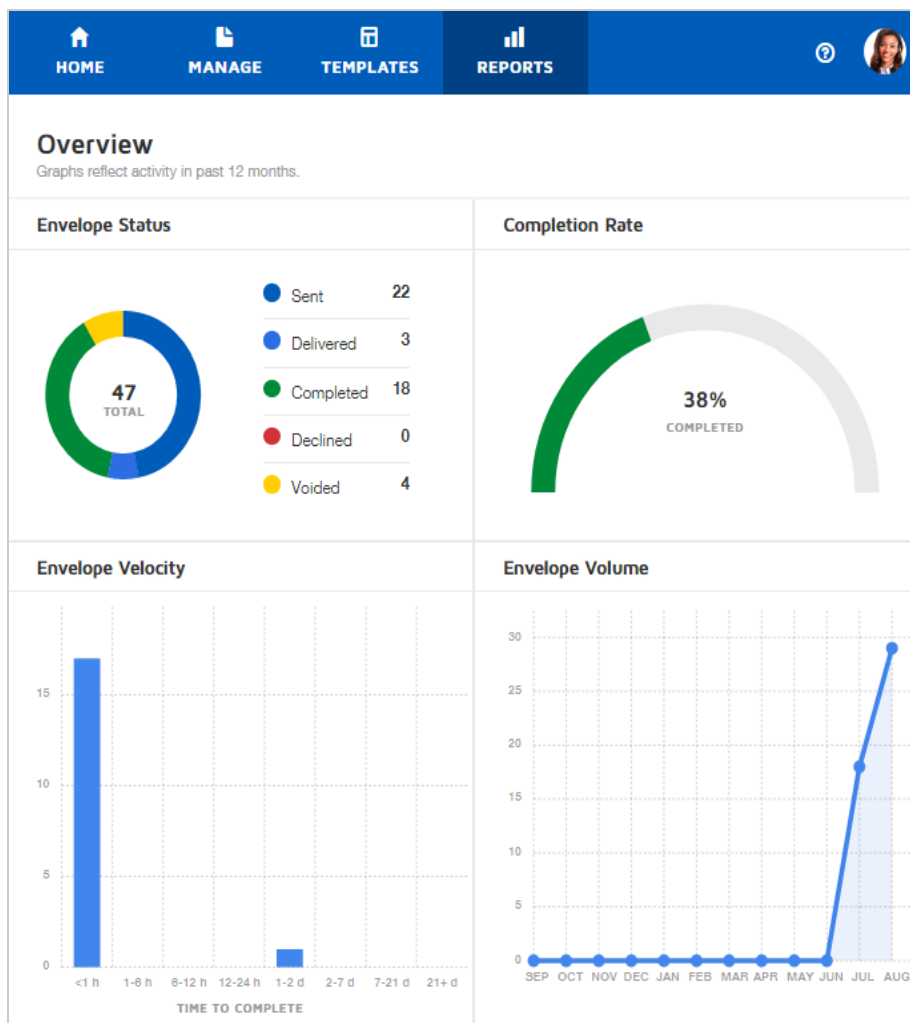 HOME MANAGE TEMPLATES REPORTS ?
Overview
Graphs reflect activity in past 12 months.
Envelope Status
47
TOTAL
Sent 22
Delivered 3
Completed 18
Declined 0
Voided 4
Completion Rate
38%
COMPLETED
Envelope Velocity
15
10
5
0
<1 h 1-6 h 6-12 h 12-24 h 1-2 d 2-7 d 7-21 d 21+ d
TIME TO COMPLETE
Envelope Volume
30
25
20
15
10
5
0
SEP OCT NOV DEC JAN FEB MAR APR MAY JUN JUL AUG